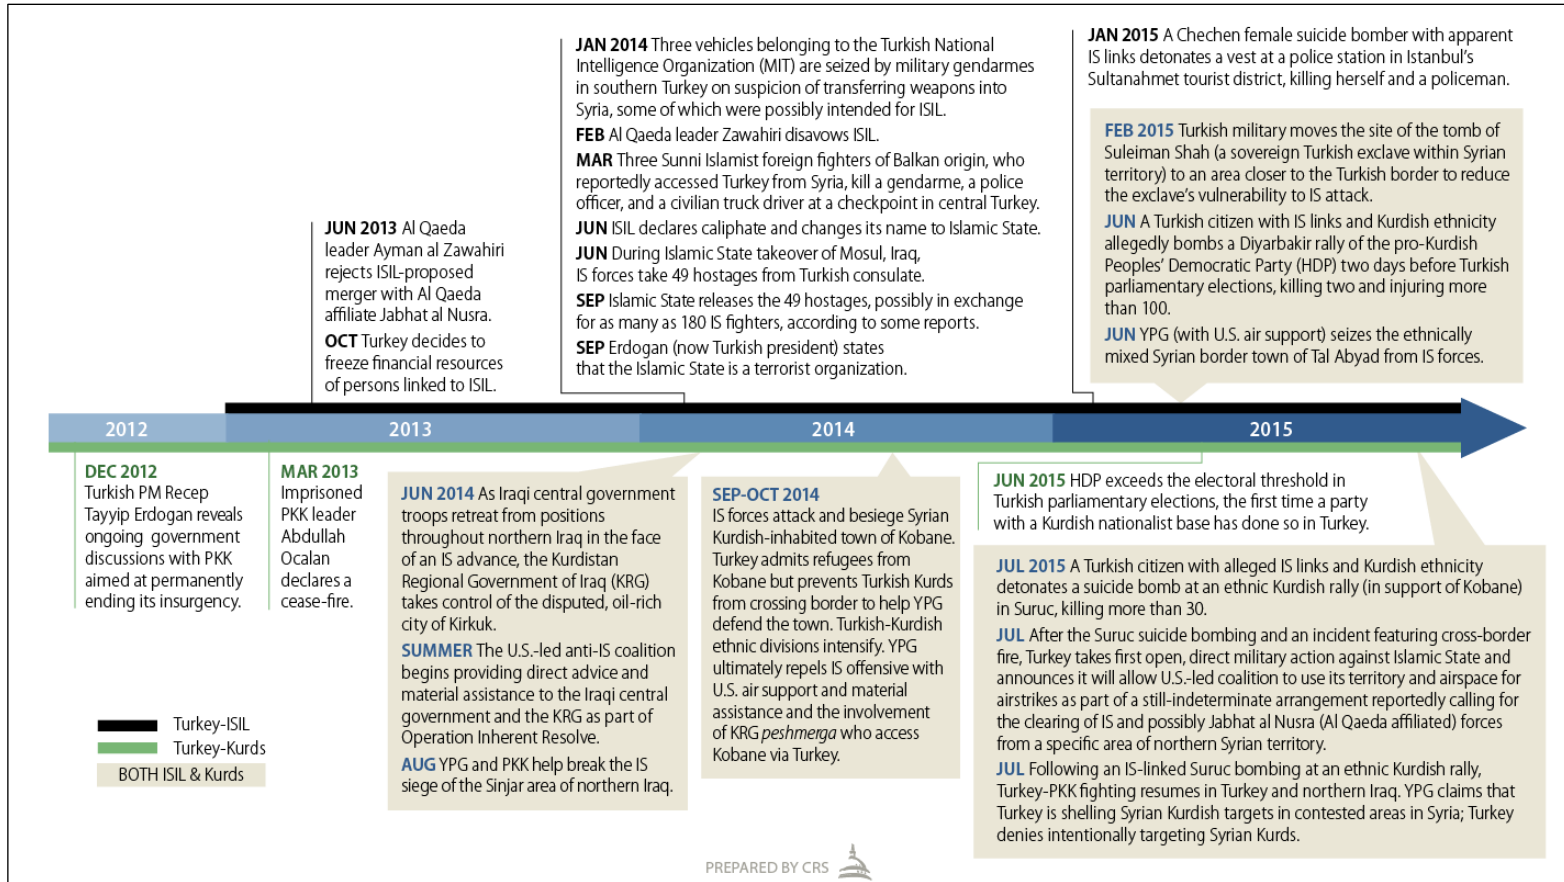 JAN 2014 Three vehicles belonging to the Turkish National
Intelligence Organization (MIT) are seized by military gendarmes
in southern Turkey on suspicion of transferring weapons into
Syria, some of which were possibly intended for ISIL.
FEB Al Qaeda leader Zawahiri disavows ISIL.
MAR Three Sunni Islamist foreign fighters of Balkan origin, who
reportedly accessed Turkey from Syria, kill a gendarme, a police
officer, and a civilian truck driver at a checkpoint in central Turkey.
JUN ISIL declares caliphate and changes its name to Islamic State.
JUN During Islamic State takeover of Mosul, Iraq,
IS forces take 49 hostages from Turkish consulate.
SEP Islamic State releases the 49 hostages, possibly in exchange
for as many as 180 IS fighters, according to some reports.
SEP Erdogan (now Turkish president) states
that the Islamic State is a terrorist organization.
JAN 2015 A Chechen female suicide bomber with apparent
IS links detonates a vest at a police station in Istanbul's
Sultanahmet tourist district, killing herself and a policeman.
FEB 2015 Turkish military moves the site of the tomb of
Suleiman Shah (a sovereign Turkish exclave within Syrian
territory) to an area closer to the Turkish border to reduce
the exclave's vulnerability to IS attack.
JUN A Turkish citizen with IS links and Kurdish ethnicity
allegedly bombs a Diyarbakir rally of the pro-Kurdish
Peoples' Democratic Party (HDP) two days before Turkish
parliamentary elections, killing two and injuring more
than 100.
JUN YPG (with U.S. air support) seizes the ethnically
mixed Syrian border town of Tal Abyad from IS forces.
JUN 2013 Al Qaeda
leader Ayman al Zawahiri
rejects ISIL-proposed
merger with Al Qaeda
affiliate Jabhat al Nusra.
OCT Turkey decides to
freeze financial resources
of persons linked to ISIL.
2012
2013
2014
2015
DEC 2012
Turkish PM Recep
Tayyip Erdogan reveals
ongoing government
discussions with PKK
aimed at permanently
ending its insurgency.
MAR 2013
Imprisoned
PKK leader
Abdullah
Ocalan
declares a
cease-fire.
JUN 2014 As Iraqi central government
troops retreat from positions
throughout northern Iraq in the face
of an IS advance, the Kurdistan
Regional Government of Iraq (KRG)
takes control of the disputed, oil-rich
city of Kirkuk.
SUMMER The U.S.-led anti-IS coalition
begins providing direct advice and
material assistance to the Iraqi central
government and the KRG as part of
Operation Inherent Resolve.
AUG YPG and PKK help break the IS
siege of the Sinjar area of northern Iraq.
SEP-OCT 2014
IS forces attack and besiege Syrian
Kurdish-inhabited town of Kobane.
Turkey admits refugees from
Kobane but prevents Turkish Kurds
from crossing border to help YPG
defend the town. Turkish-Kurdish
ethnic divisions intensify. YPG
ultimately repels IS offensive with
U.S. air support and material
assistance and the involvement
of KRG peshmerga who access
Kobane via Turkey.
JUN 2015 HDP exceeds the electoral threshold in
Turkish parliamentary elections, the first time a party
with a Kurdish nationalist base has done so in Turkey.
JUL 2015 A Turkish citizen with alleged IS links and Kurdish ethnicity
detonates a suicide bomb at an ethnic Kurdish rally (in support of Kobane)
in Suruc, killing more than 30.
JUL After the Suruc suicide bombing and an incident featuring cross-border
fire, Turkey takes first open, direct military action against Islamic State and
announces it will allow U.S.-led coalition to use its territory and airspace for
airstrikes as part of a still-indeterminate arrangement reportedly calling for
the clearing of IS and possibly Jabhat al Nusra (Al Qaeda affiliated) forces
from a specific area of northern Syrian territory.
JUL Following an IS-linked Suruc bombing at an ethnic Kurdish rally,
Turkey-PKK fighting resumes in Turkey and northern Iraq. YPG claims that
Turkey is shelling Syrian Kurdish targets in contested areas in Syria; Turkey
denies intentionally targeting Syrian Kurds.
Turkey-ISIL
Turkey-Kurds
BOTH ISIL & Kurds
PREPARED BY CRS